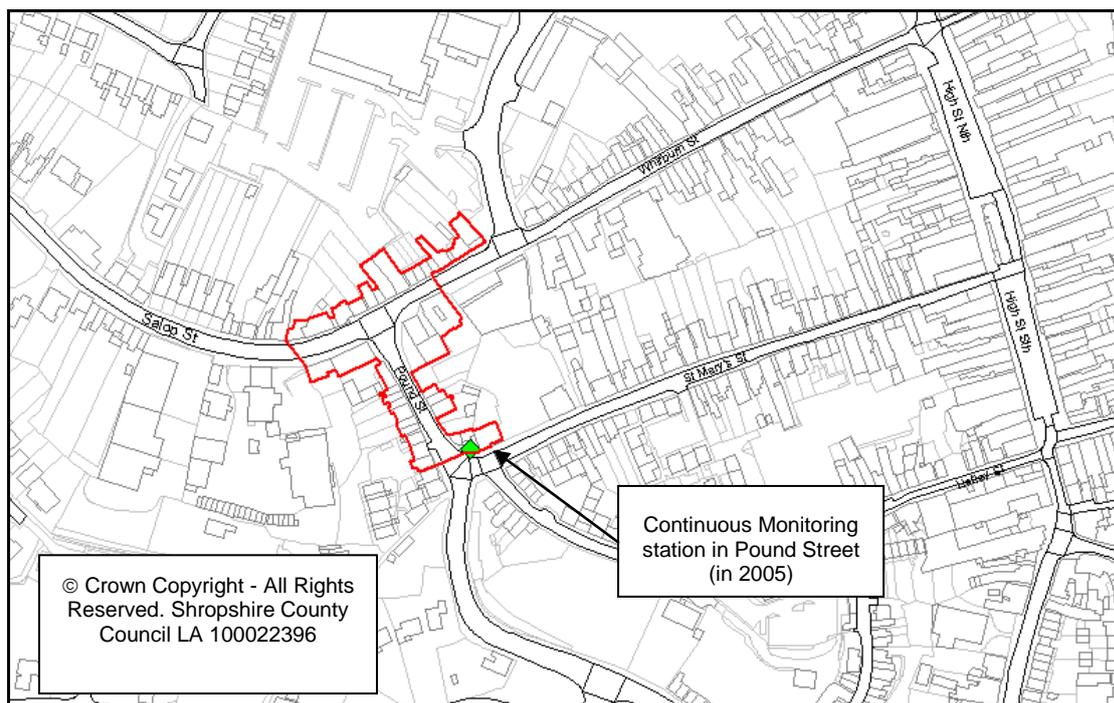 High St Nth
Whitburn St
Salop St
High St Sth
St Mary's St
Pound St
Listley St
Continuous Monitoring
station in Pound Street
(in 2005)
© Crown Copyright - All Rights
Reserved. Shropshire County
Council LA 100022396